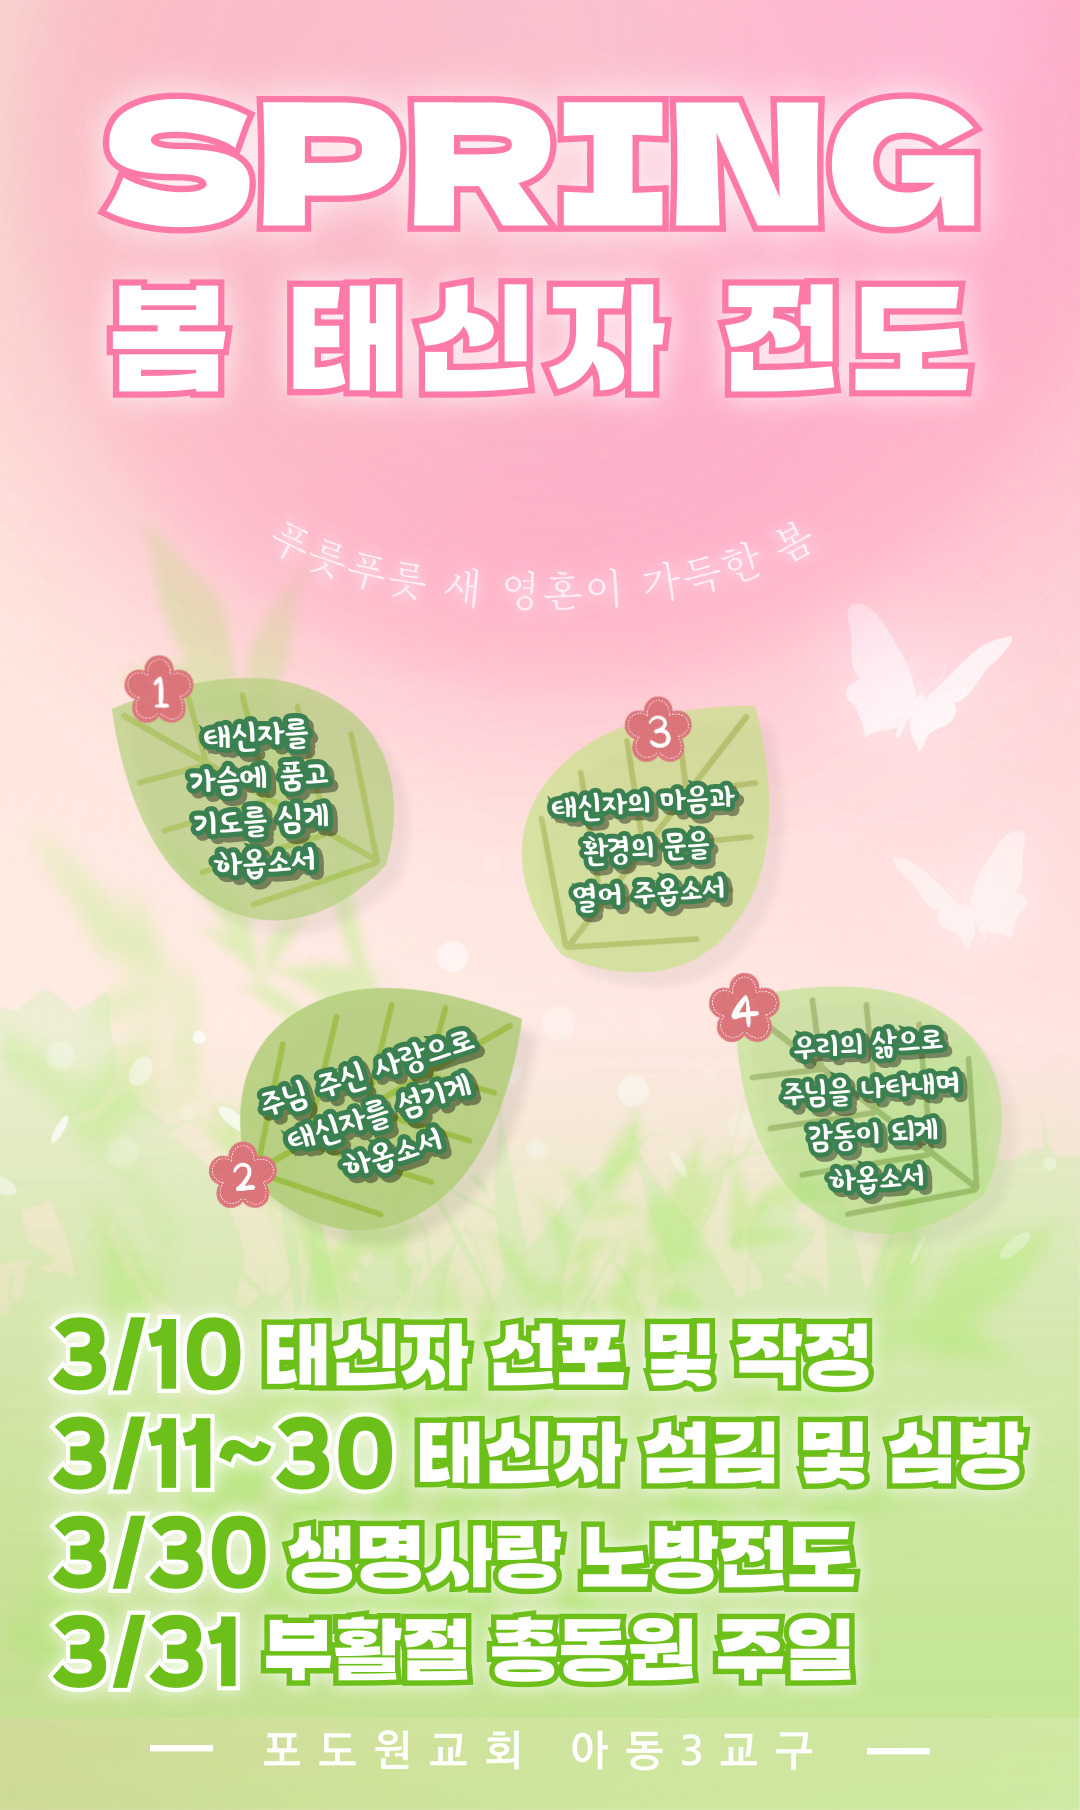 SPRING
봄 태신자 전도
푸릇푸릇 새 영혼이 가득한 봄
1
태신자를
가슴에 품고
기도를 심게
하옵소서
2
주님 주신 사랑으로
태신자를 섬기게
하옵소서
3
태신자의 마음과
환경의 문을
열어 주옵소서
4
우리의 삶으로
주님을 나타내며
감동이 되게
하옵소서
3/10 태신자 선포 및 작정
3/11~30 태신자 섬김 및 심방
3/30 생명사랑 노방전도
3/31 부활절 총동원 주일
포도원교회 아동3교구